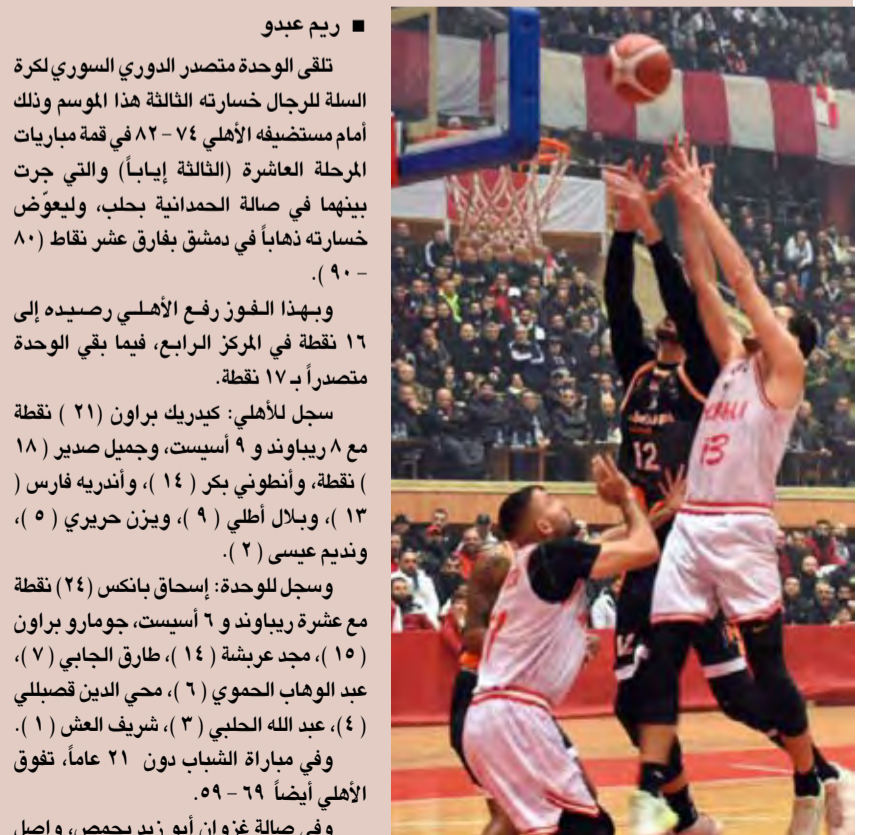 ■ ريم عبدو
تلقى الوحدة متصدر الدوري السوري لكرة
السلة للرجال خسارته الثالثة هذا الموسم وذلك
أمام مستضيفه الأهلي ٧٤ – ٨٢ في قمة مباريات
المرحلة العاشرة (الثالثة إياباً) والتي جرت
بينهما في صالة الحمدانية بحلب، وليعوّض
خسارته ذهاباً في دمشق بفارق عشر نقاط (٨٠
– ٩٠ ).
وبهذا الفوز رفع الأهلي رصيده إلى
١٦ نقطة في المركز الرابع، فيما بقي الوحدة
متصدراً بـ ١٧ نقطة.
سجل للأهلي: كيدريك براون (٢١ ) نقطة
مع ٨ ريباوند و ٩ أسيست، وجميل صدير ( ١٨
) نقطة، وأنطوني بكر ( ١٤ )، وأندريه فارس (
١٣ )، وبلال أطلي ( ٩ )، ويزن حريري ( ٥ )،
ونديم عيسى ( ٢ ).
وسجل للوحدة: إسحاق بانكس (٢٤) نقطة
مع عشرة ريباوند و ٦ أسيست، جومارو براون
( ١٥ )، مجد عربشة ( ١٤ )، طارق الجابي ( ٧ )،
عبد الوهاب الحموي ( ٦ )، محي الدين قصبللي
( ٤)، عبد الله الحلبي ( ٣ )، شريف العش ( ١ ).
وفي مباراة الشباب دون ٢١ عاماً، تفوق
الأهلي أيضاً ٦٩ – ٥٩.
وفي صالة غزوان أبو زيد بحمص، واصل
12
13